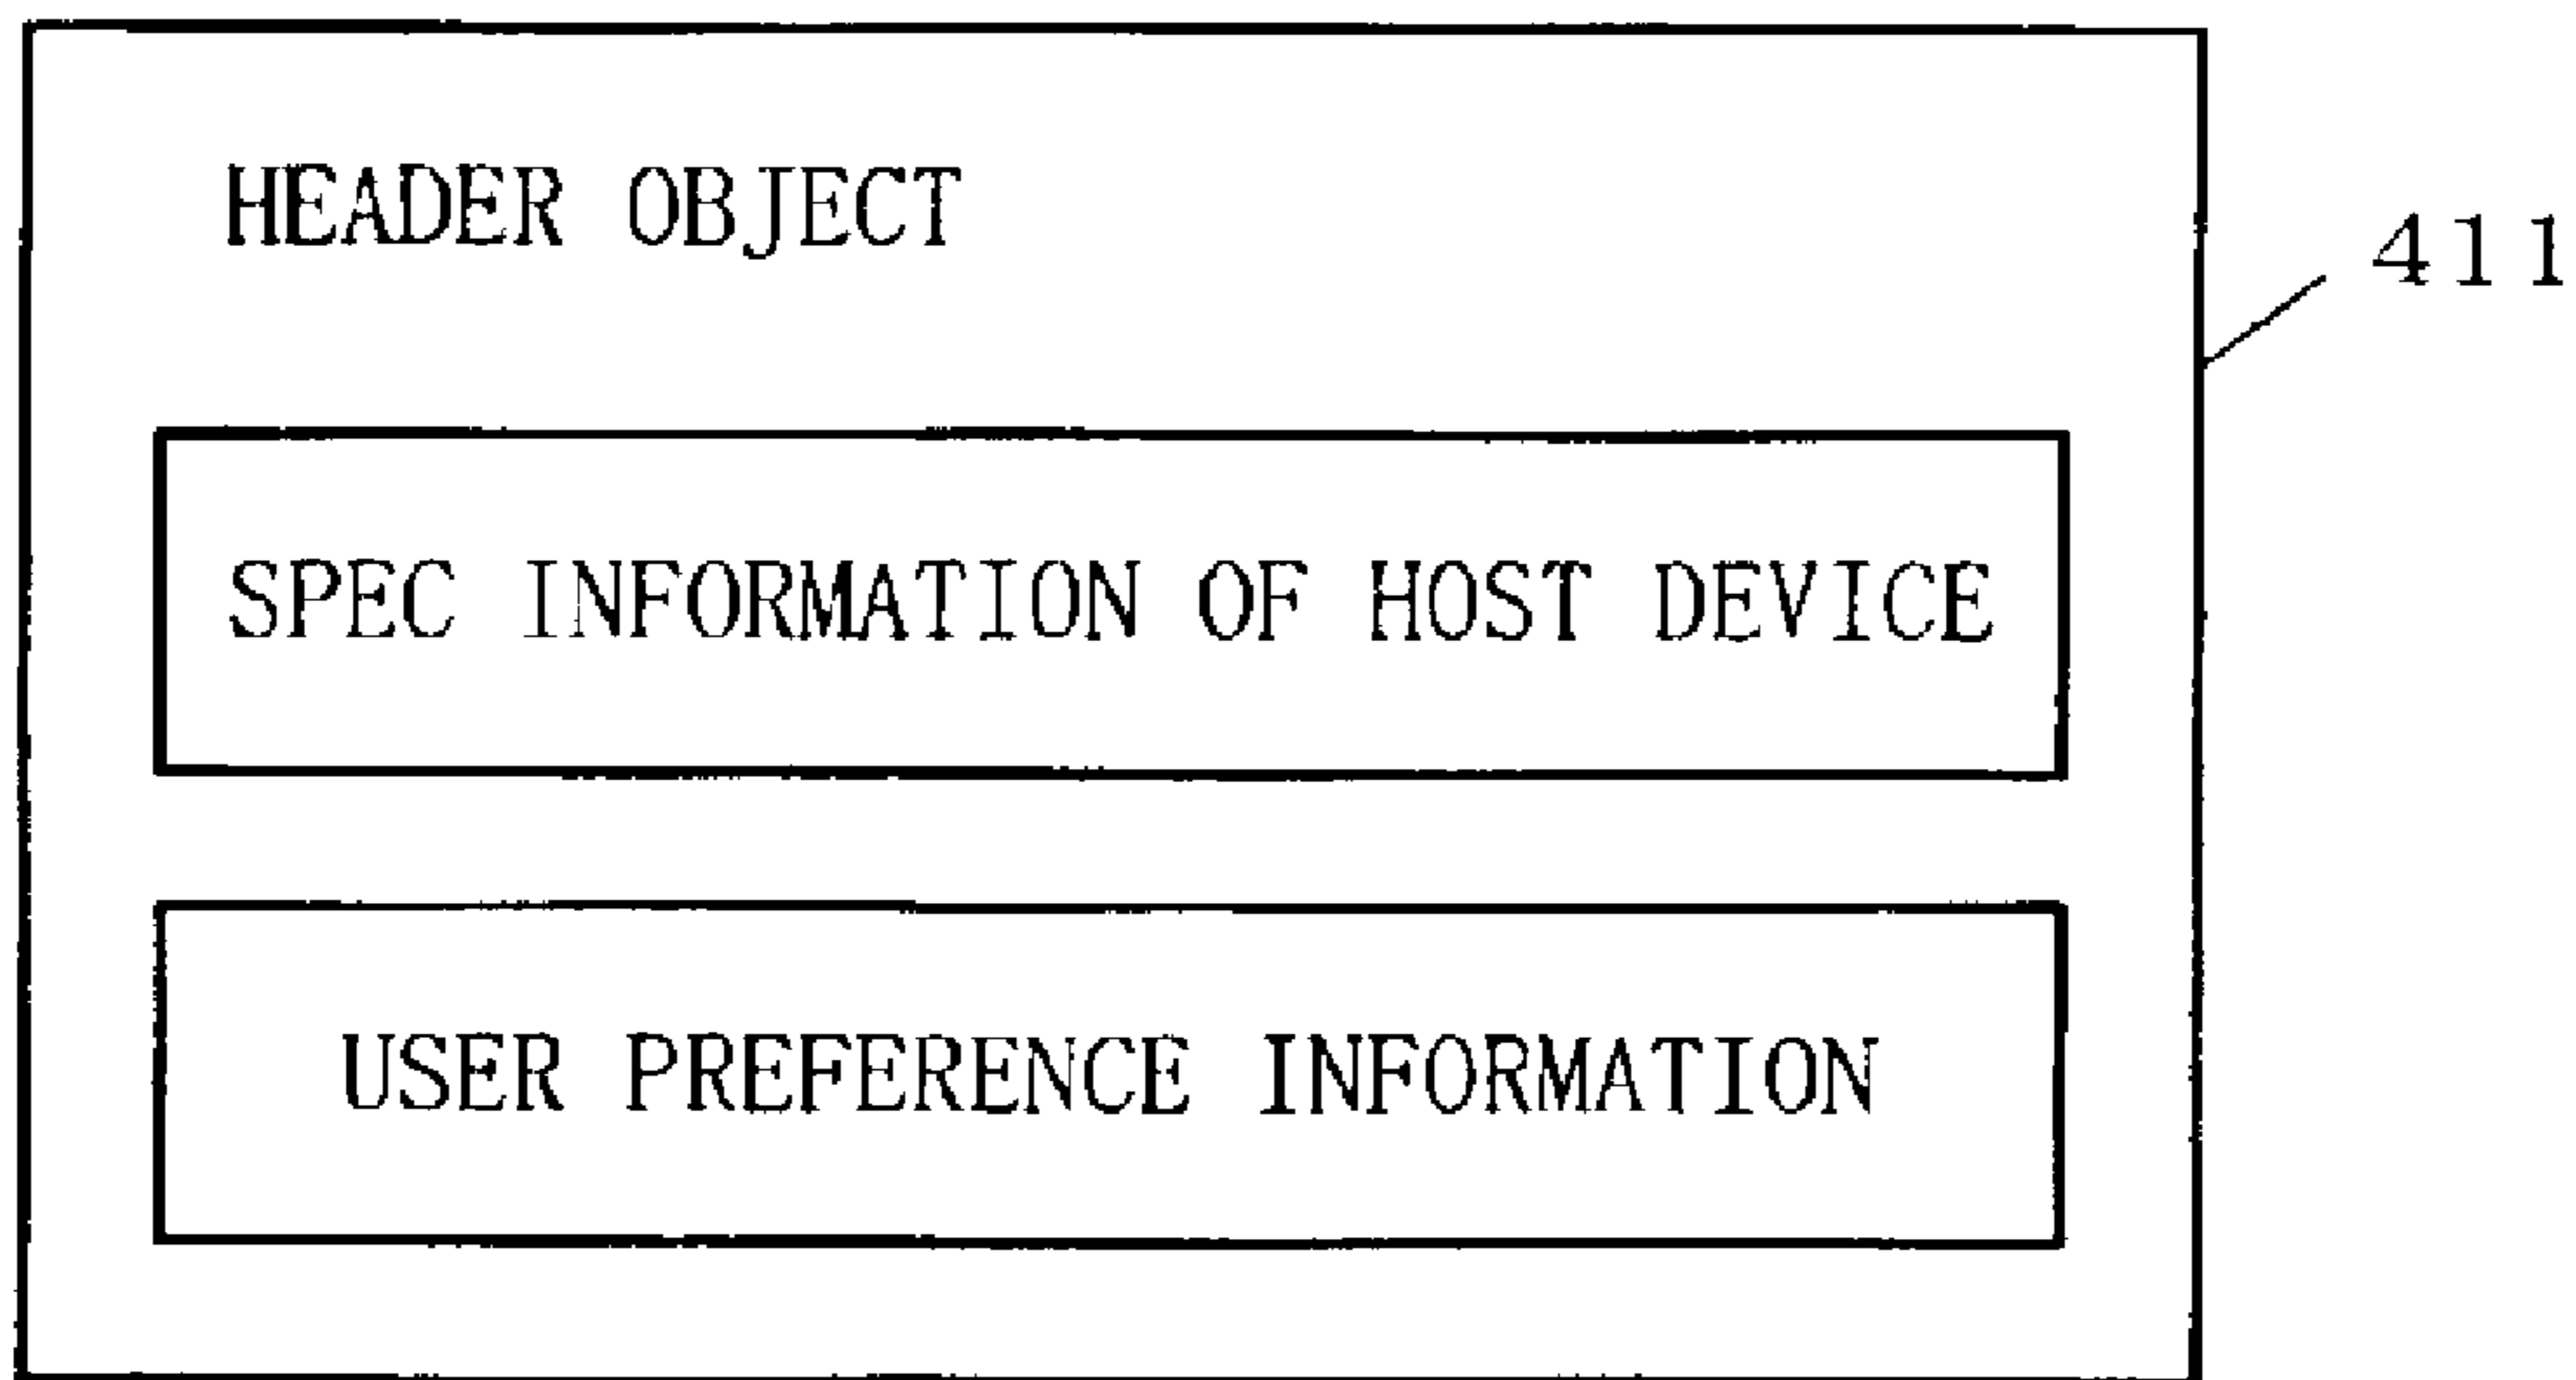 HEADER OBJECT
411
SPEC INFORMATION OF HOST DEVICE
USER PREFERENCE INFORMATION